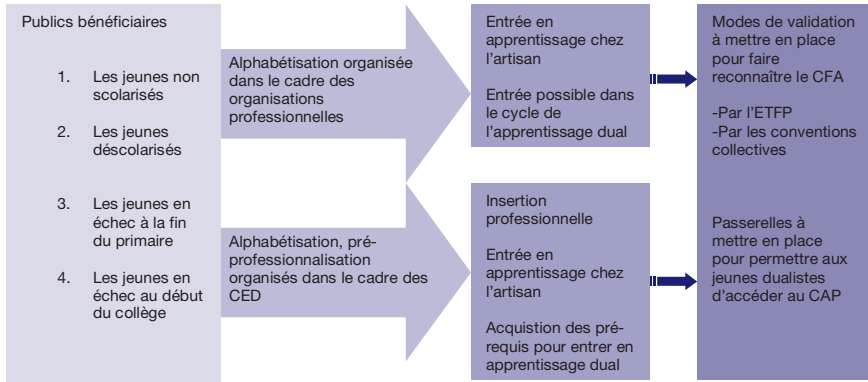 Publics bénéficiaires
1. Les jeunes non
scolarisés
2. Les jeunes
déscolarisés
3. Les jeunes en
échec à la fin
du primaire
4. Les jeunes en
échec au début
du collège
Alphabétisation organisée
dans le cadre des
organisations
professionnelles
Alphabétisation, pré-
professionnalisation
organisés dans le cadre des
CED
Entrée en
apprentissage chez
l'artisan
Entrée possible dans
le cycle de
l'apprentissage dual
Insertion
professionnelle
Entrée en
apprentissage chez
l'artisan
Acquistion des pré-
requis pour entrer en
apprentissage dual
Modes de validation
à mettre en place
pour faire
reconnaître le CFA
-Par l'ETFP
-Par les conventions
collectives
Passerelles à
mettre en place
pour permettre aux
jeunes dualistes
d'accéder au CAP